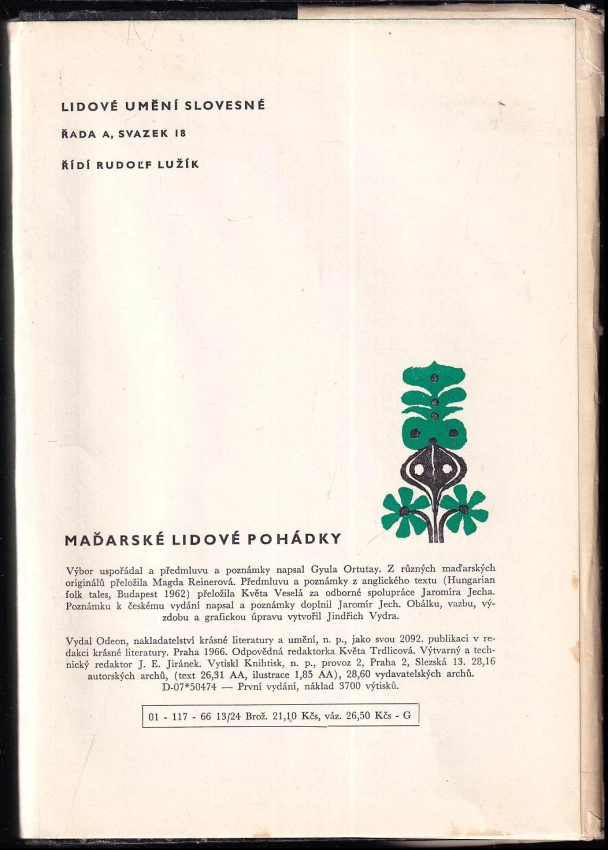 LIDOVÉ UMĚNÍ SLOVESNÉ
ŘADA A, SVAZEK 18
ŘÍDÍ RUDOĽF LUŽÍK
MAĎARSKÉ LIDOVÉ POHÁDKY
Výbor uspořádal a předmluvu a poznámky napsal Gyula Ortutay. Z různých maďarských
originálů přeložila Magda Reinerová. Předmluvu a poznámky z anglického textu (Hungarian
folk tales, Budapest 1962) přeložila Květa Veselá za odborné spolupráce Jaromíra Jecha.
Poznámku k českému vydání napsal a poznámky doplnil Jaromír Jech. Obálku, vazbu, vý-
zdobu a grafickou úpravu vytvořil Jindřich Vydra.
Vydal Odeon, nakladatelství krásné literatury a umění, n. p., jako svou 2092. publikaci v re-
dakci krásné literatury. Praha 1966. Odpovědná redaktorka Květa Trdlicová. Výtvarný a tech-
nický redaktor J. E. Jiránek. Vytiskl Knihtisk, n. p., provoz 2, Praha 2, Slezská 13. 28,16
autorských archů, (text 26,31 AA, ilustrace 1,85 AA), 28,60 vydavatelských archů.
D-07*50474 — První vydání, náklad 3700 výtisků.
01 - 117 - 66 13/24 Brož. 21,10 Kčs, váz. 26,50 Kčs - G